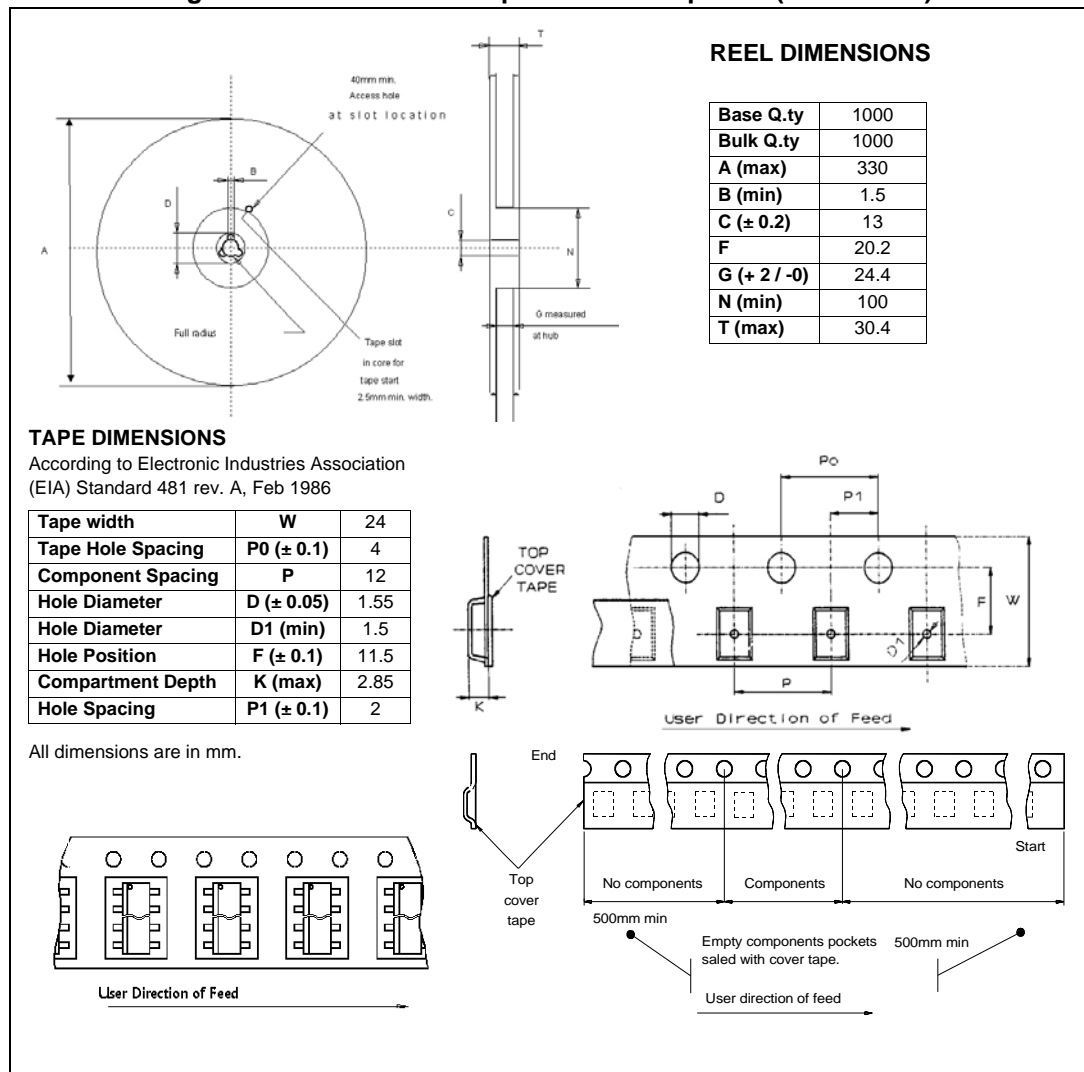 T
REEL DIMENSIONS
40mm min.
Access hole
at slot location
B
D
A
C
N
Full radius
G measured
at hub
Tape slot
in core for
tape start
2.5mm min. width.
Base Q.ty 1000
Bulk Q.ty 1000
A (max) 330
B (min) 1.5
C (± 0.2) 13
F 20.2
G (+ 2 / -0) 24.4
N (min) 100
T (max) 30.4
TAPE DIMENSIONS
According to Electronic Industries Association
(EIA) Standard 481 rev. A, Feb 1986
Tape width W 24
Tape Hole Spacing P0 (± 0.1) 4
Component Spacing P 12
Hole Diameter D (± 0.05) 1.55
Hole Diameter D1 (min) 1.5
Hole Position F (± 0.1) 11.5
Compartment Depth K (max) 2.85
Hole Spacing P1 (± 0.1) 2
All dimensions are in mm.
TOP
COVER
TAPE
K
Po
D
P1
F
W
D1
P
User Direction of Feed
End
Start
Top
cover
tape
No components
Components
No components
500mm min
Empty components pockets
saled with cover tape.
500mm min
User direction of feed
User Direction of Feed